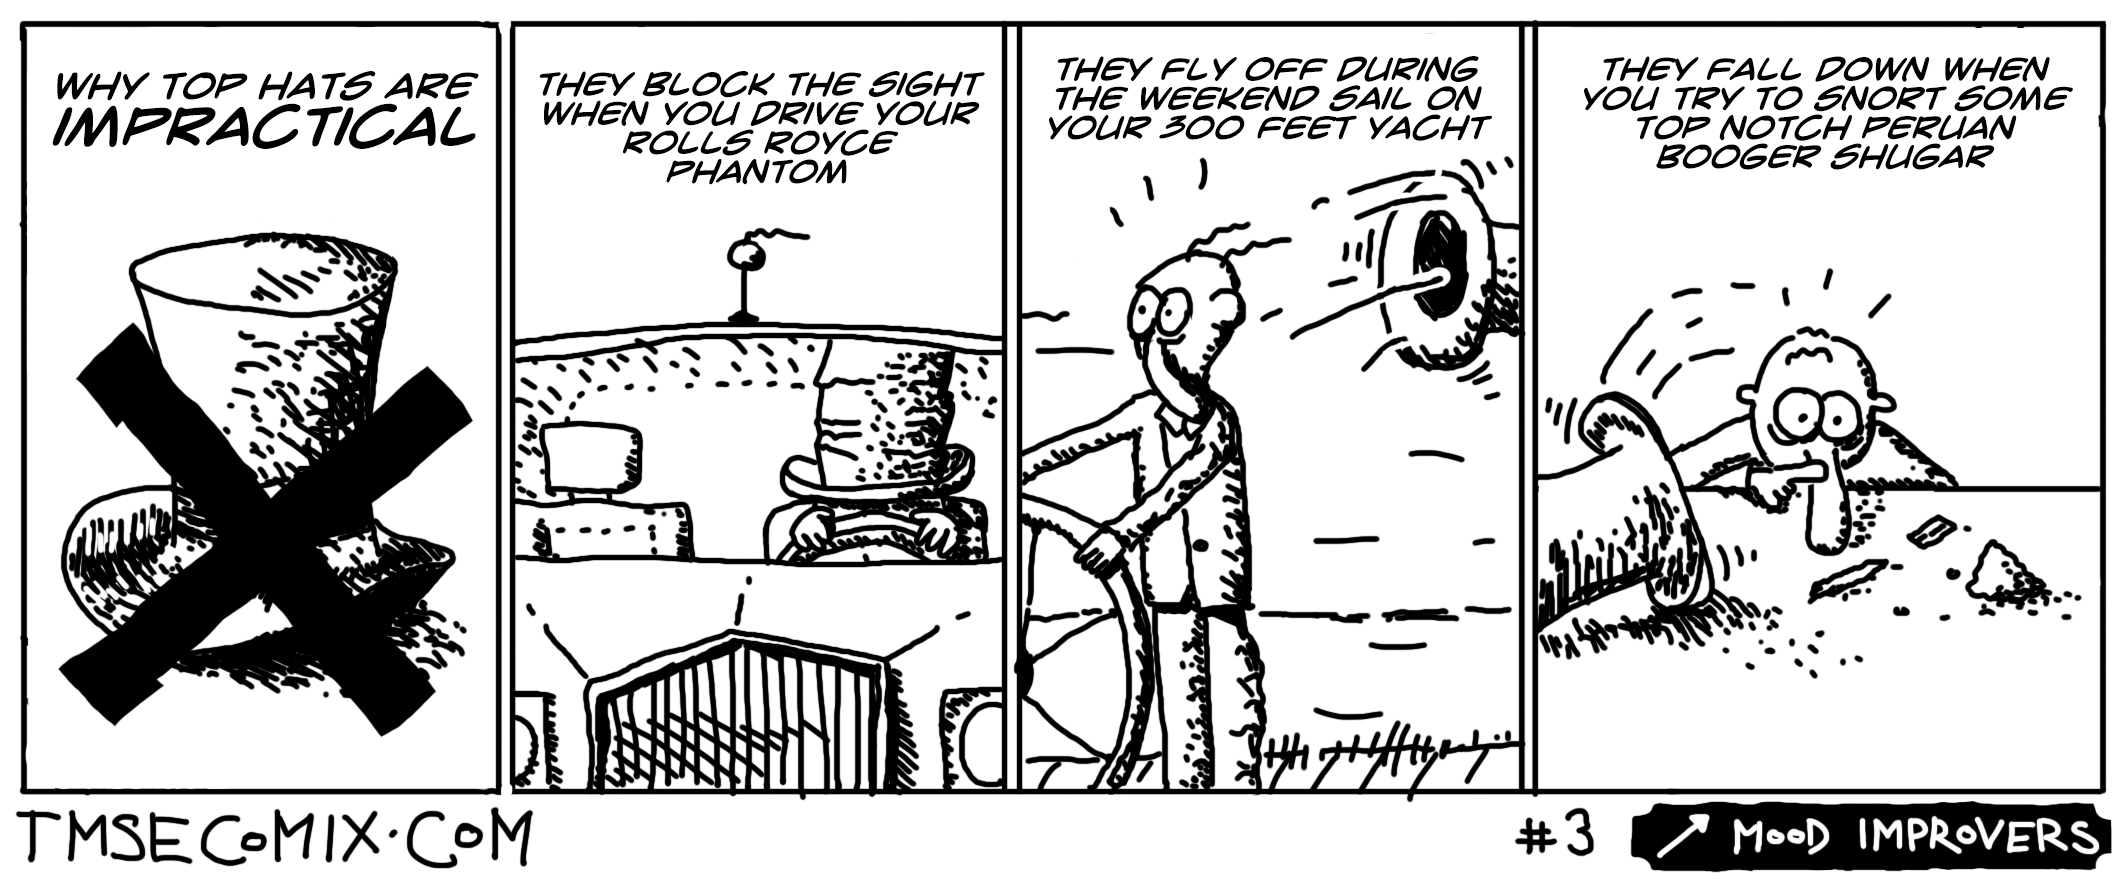 WHY TOP HATS ARE
IMPRACTICAL
THEY BLOCK THE SIGHT
WHEN YOU DRIVE YOUR
ROLLS ROYCE
PHANTOM
THEY FLY OFF DURING
THE WEEKEND SAIL ON
YOUR 300 FEET YACHT
THEY FALL DOWN WHEN
YOU TRY TO SNORT SOME
TOP NOTCH PERUAN
BOOGER SHUGAR
TMSECOMIX.COM
#3
MOOD IMPROVERS